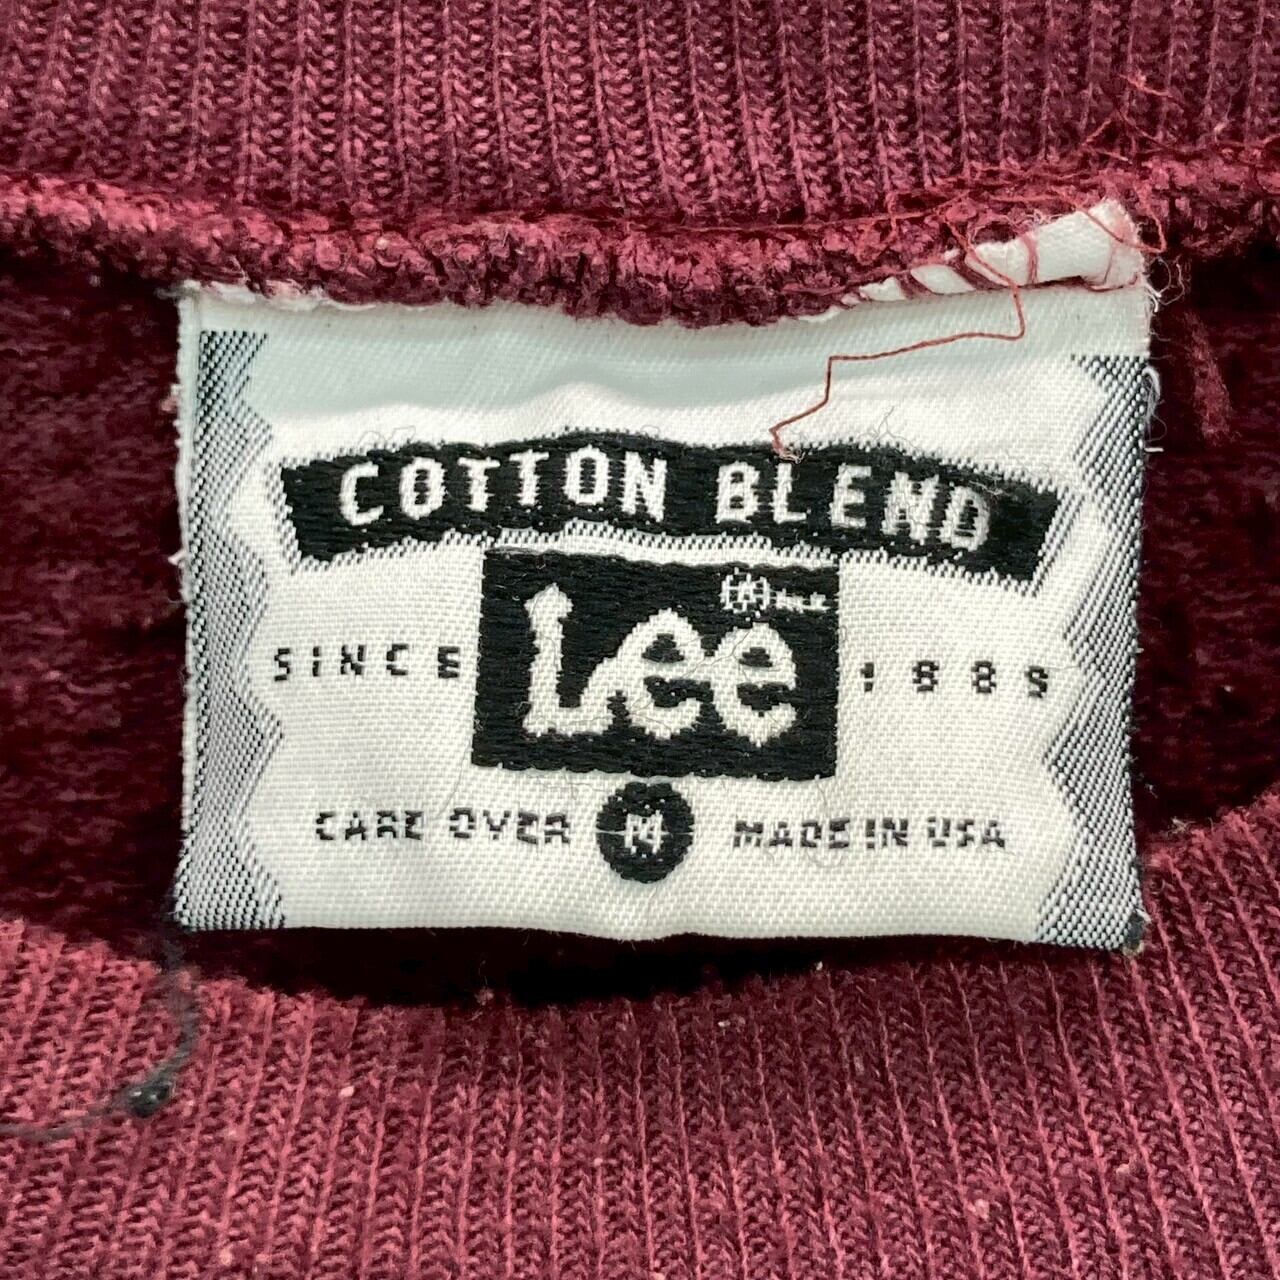 COTTON BLEND
Lee
SINCE 1889
CARE OVER M MADE IN USA